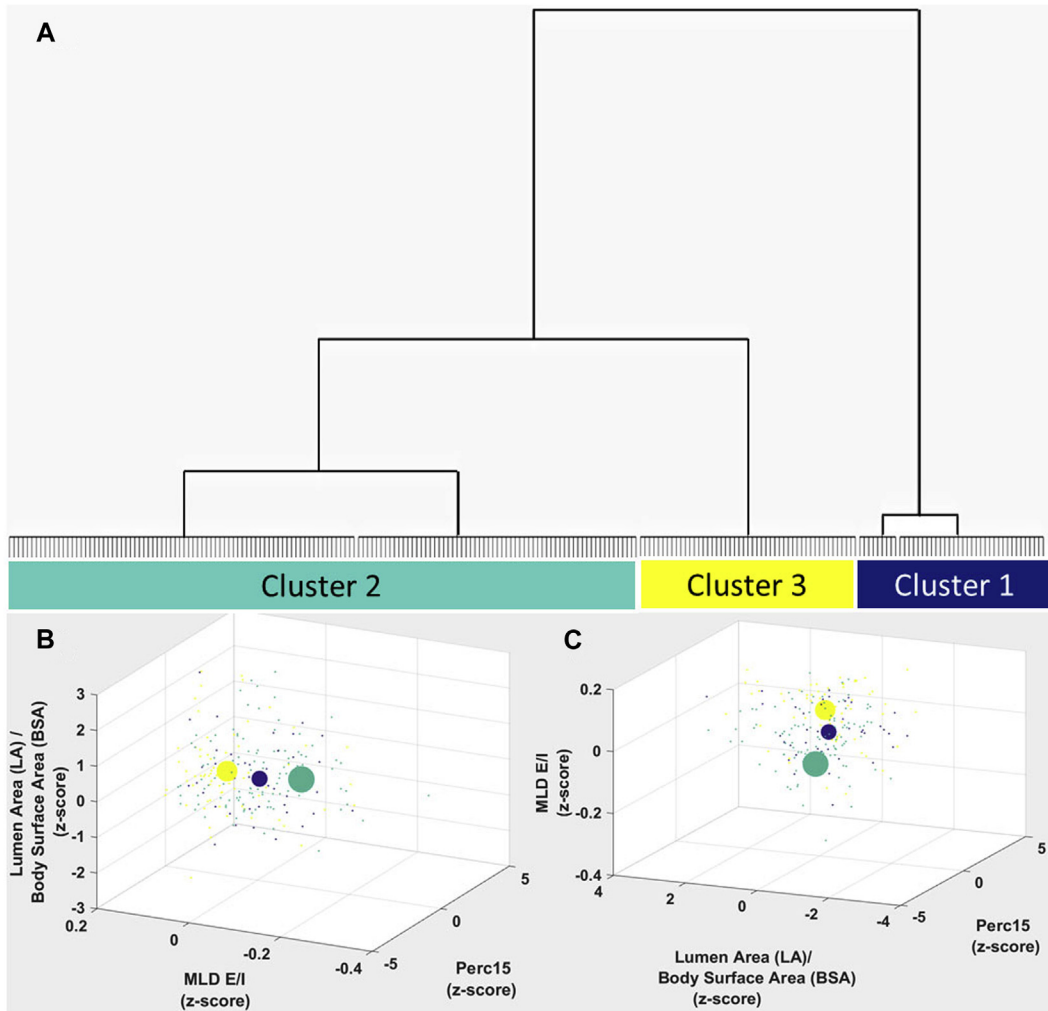 A
Cluster 2
Cluster 3
Cluster 1
B
3
2
1
0
-1
-2
-3
Lumen Area (LA) /
Body Surface Area (BSA)
(z-score)
0.2
0
-0.2
-0.4
MLD E/I
(z-score)
-5
0
5
Perc15
(z-score)
C
0.2
0
-0.2
-0.4
MLD E/I
(z-score)
4
2
0
-2
-4
Lumen Area (LA)/
Body Surface Area (BSA)
(z-score)
-5
0
5
Perc15
(z-score)